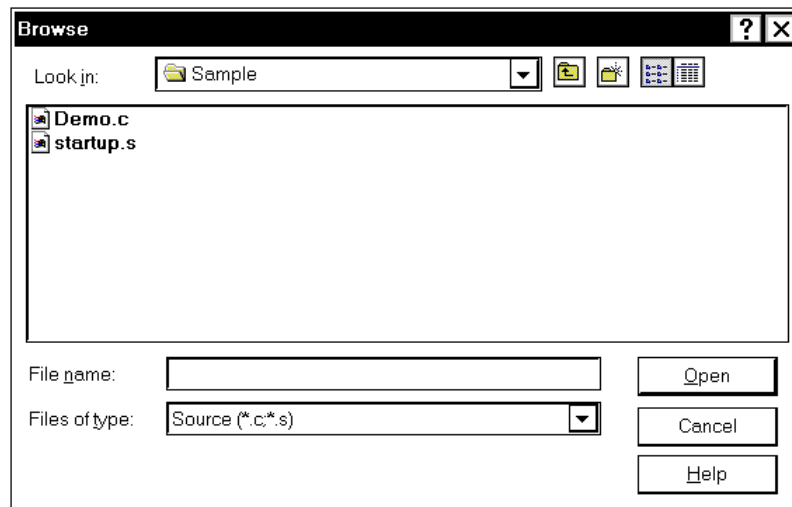 Browse
Look in:
Sample
Demo.c
startup.s
File name:
Open
Files of type:
Source (*.c;*.s)
Cancel
Help